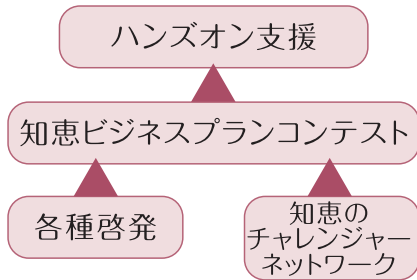 ハンズオン支援
知恵ビジネスプランコンテスト
各種啓発
知恵の
チャレンジャー
ネットワーク